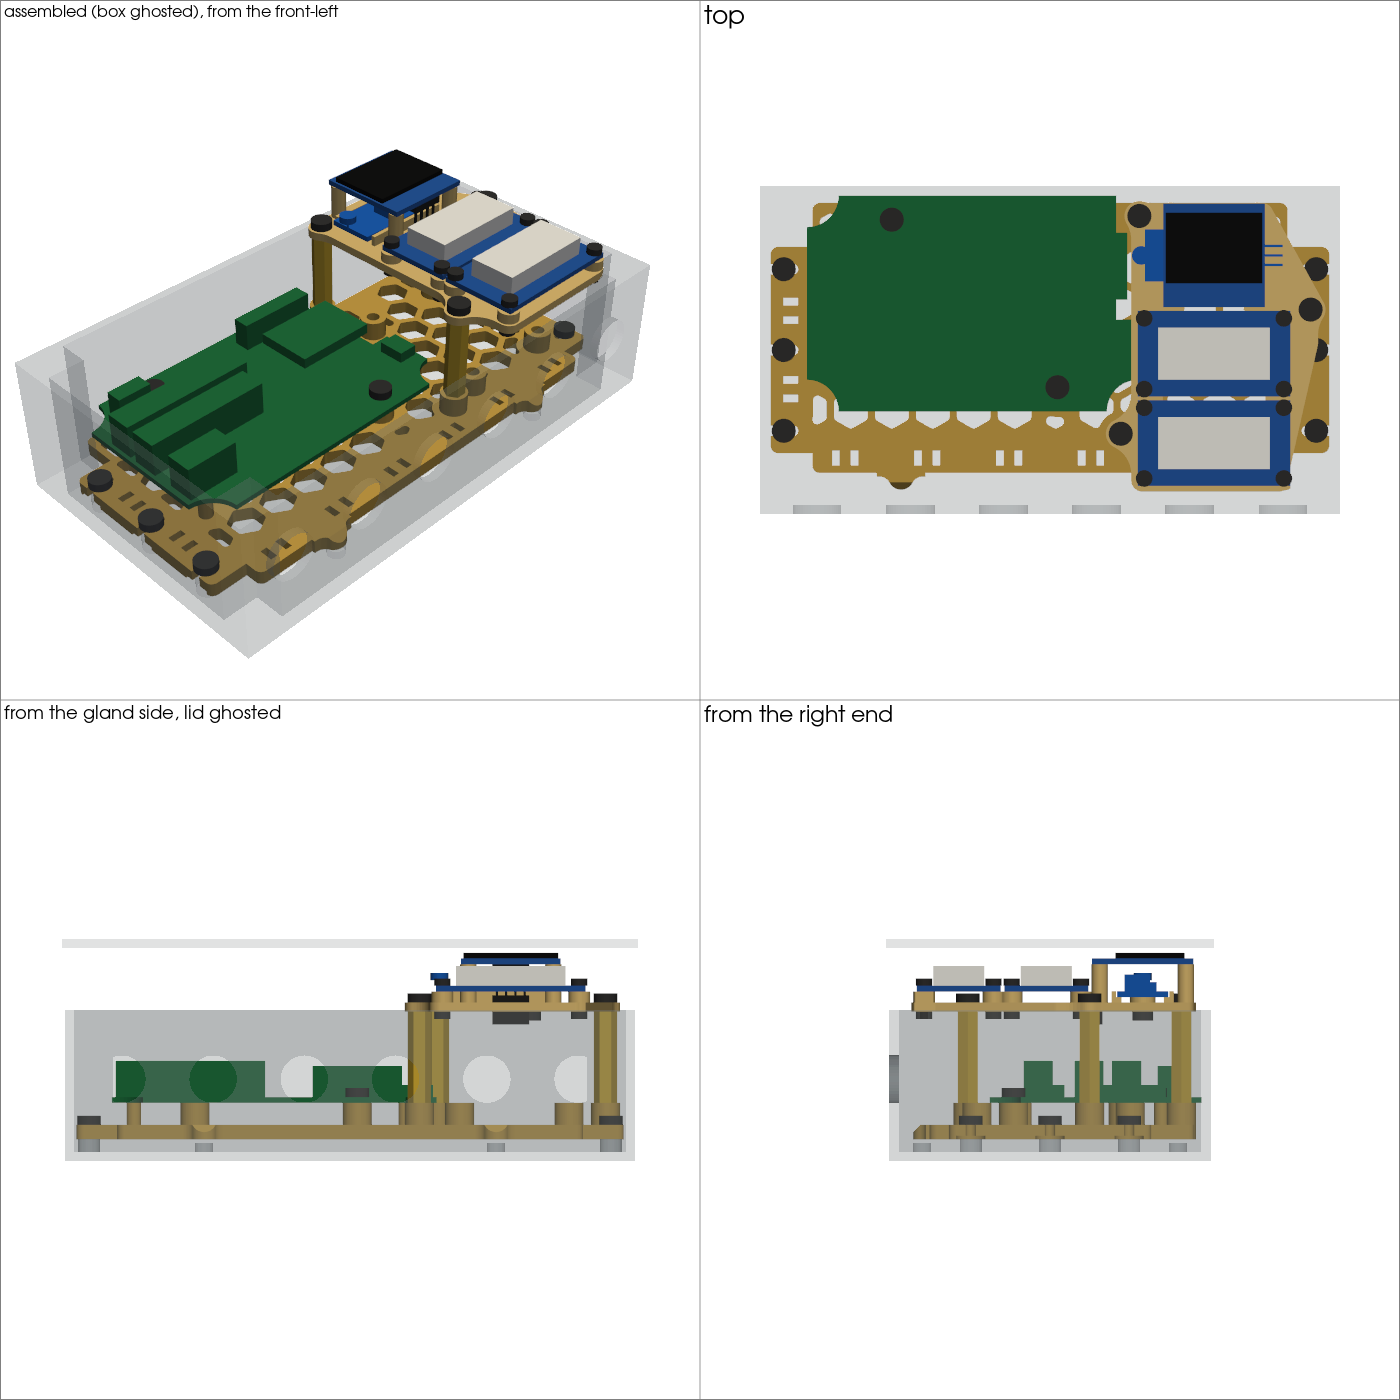 assembled (box ghosted), from the front-left
top
from the gland side, lid ghosted
from the right end